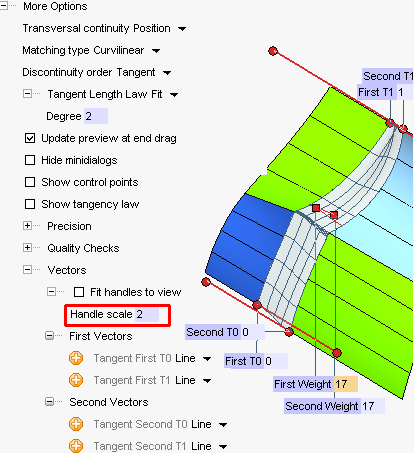 More Options
Transversal continuity Position
Matching type Curvilinear
Discontinuity order Tangent
Tangent Length Law Fit
Degree 2
Update preview at end drag
Hide minidialogs
Show control points
Show tangency law
Precision
Quality Checks
Vectors
Fit handles to view
Handle scale 2
First Vectors
Tangent First T0 Line
Tangent First T1 Line
Second Vectors
Tangent Second T0 Line
Tangent Second T1 Line
Second T1
First T1 1
Second T0 0
First T0 0
First Weight 17
Second Weight 17